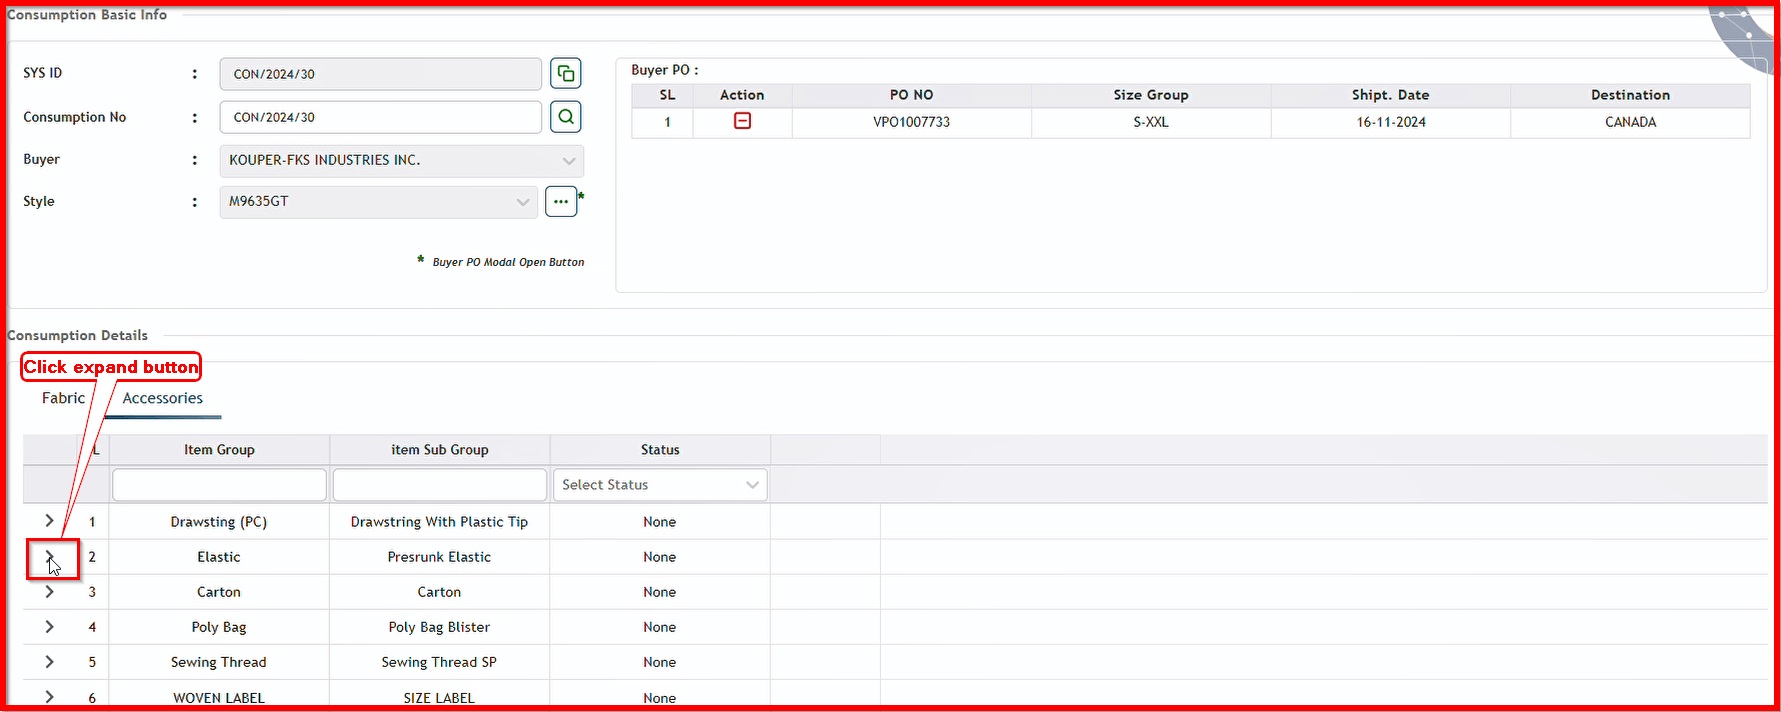 Consumption Basic Info
SYS ID : CON/2024/30
Consumption No : CON/2024/30
Buyer : KOUPER-FKS INDUSTRIES INC.
Style : M9635GT
*
* Buyer PO Modal Open Button
Buyer PO :
SL Action PO NO Size Group Shipt. Date Destination
1 VPO1007733 S-XXL 16-11-2024 CANADA
Consumption Details
Click expand button
Fabric Accessories
L Item Group item Sub Group Status
Select Status
1 Drawsting (PC) Drawstring With Plastic Tip None
2 Elastic Presrunk Elastic None
3 Carton Carton None
4 Poly Bag Poly Bag Blister None
5 Sewing Thread Sewing Thread SP None
6 WOVEN LABEL SIZE LABEL None